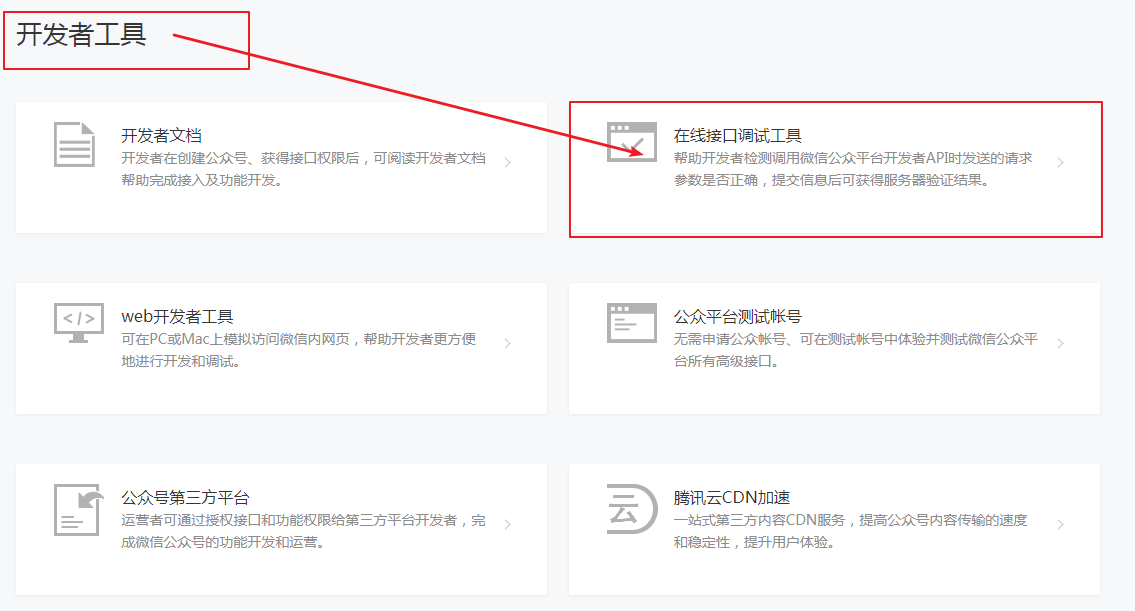 开发者工具
开发者文档
开发者在创建公众号、获得接口权限后，可阅读开发者文档
帮助完成接入及功能开发。
在线接口调试工具
帮助开发者检测调用微信公众平台开发者API时发送的请求
参数是否正确，提交信息后可获得服务器验证结果。
web开发者工具
可在PC或Mac上模拟访问微信内网页，帮助开发者更方便
地进行开发和调试。
公众平台测试帐号
无需申请公众帐号、可在测试帐号中体验并测试微信公众平
台所有高级接口。
公众号第三方平台
运营者可通过授权接口和功能权限给第三方平台开发者，完
成微信公众号的功能开发和运营。
云
腾讯云CDN加速
一站式第三方内容CDN服务，提高公众号内容传输的速度
和稳定性，提升用户体验。